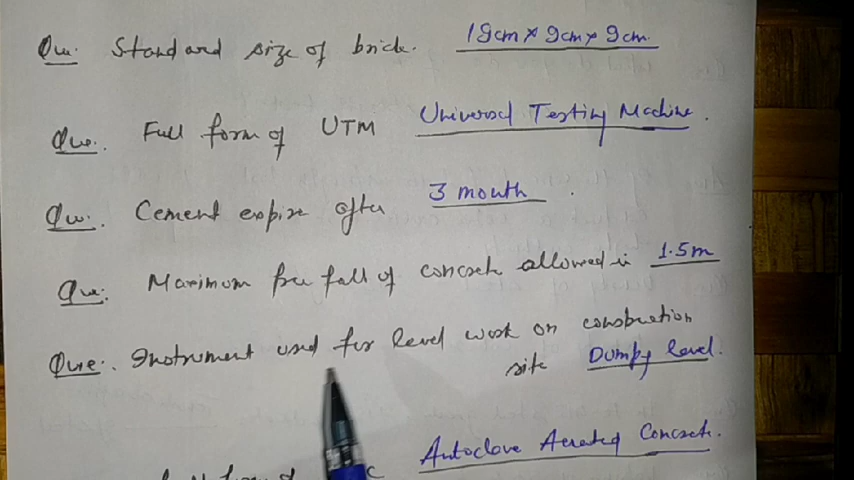 Que. Standard size of brick. 19cm x 9cm x 9cm.
Que. Full form of UTM Universal Testing Machine.
Que. Cement expire after 3 month.
Que. Maximum free fall of concrete allowed is 1.5m
Que. Instrument used for level work on construction
site Dumpy level.
form of Autoclave Aerated Concrete.